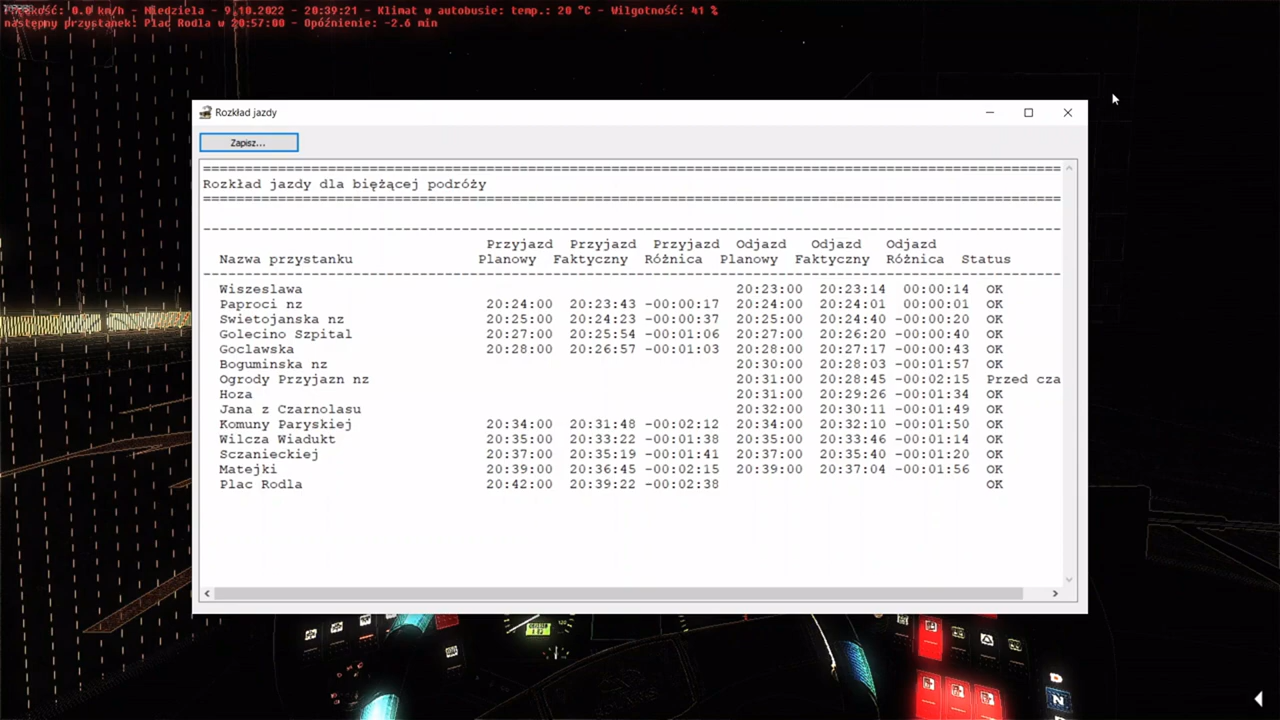 Prędkość: 0.0 km/h - Niedziela - 9.10.2022 - 20:39:21 - Klimat w autobusie: temp.: 20 °C - Wilgotność: 41 %
następny przystanek: Plac Rodla w 20:57:00 - Opóźnienie: -2.6 min
Rozkład jazdy
Zapisz...
Rozkład jazdy dla bieżącej podróży
Przyjazd Przyjazd Przyjazd Odjazd Odjazd Odjazd
Nazwa przystanku Planowy Faktyczny Różnica Planowy Faktyczny Różnica Status
Wiszeslawa 20:23:00 20:23:14 00:00:14 OK
Paproci nz 20:24:00 20:23:43 -00:00:17 20:24:00 20:24:01 00:00:01 OK
Swietojanska nz 20:25:00 20:24:23 -00:00:37 20:25:00 20:24:40 -00:00:20 OK
Golecino Szpital 20:27:00 20:25:54 -00:01:06 20:27:00 20:26:20 -00:00:40 OK
Goclawska 20:28:00 20:26:57 -00:01:03 20:28:00 20:27:17 -00:00:43 OK
Boguminska nz 20:30:00 20:28:03 -00:01:57 OK
Ogrody Przyjazn nz 20:31:00 20:28:45 -00:02:15 Przed cza
Hoza 20:31:00 20:29:26 -00:01:34 OK
Jana z Czarnolasu 20:32:00 20:30:11 -00:01:49 OK
Komuny Paryskiej 20:34:00 20:31:48 -00:02:12 20:34:00 20:32:10 -00:01:50 OK
Wilcza Wiadukt 20:35:00 20:33:22 -00:01:38 20:35:00 20:33:46 -00:01:14 OK
Sczanieckiej 20:37:00 20:35:19 -00:01:41 20:37:00 20:35:40 -00:01:20 OK
Matejki 20:39:00 20:36:45 -00:02:15 20:39:00 20:37:04 -00:01:56 OK
Plac Rodla 20:42:00 20:39:22 -00:02:38 OK
N